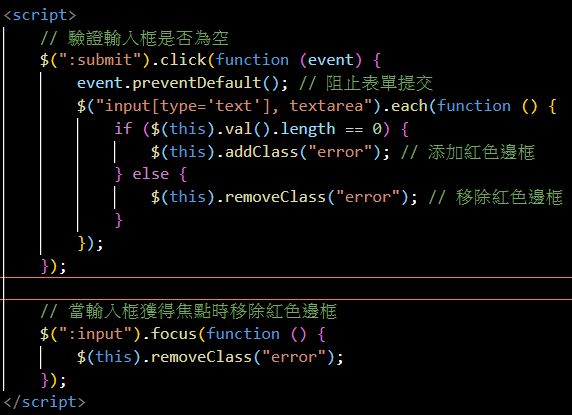 <script>
// 驗證輸入框是否為空
$(":submit").click(function (event) {
event.preventDefault(); // 阻止表單提交
$("input[type='text'], textarea").each(function () {
if ($(this).val().length == 0) {
$(this).addClass("error"); // 添加紅色邊框
} else {
$(this).removeClass("error"); // 移除紅色邊框
}
});
});
// 當輸入框獲得焦點時移除紅色邊框
$(":input").focus(function () {
$(this).removeClass("error");
});
</script>